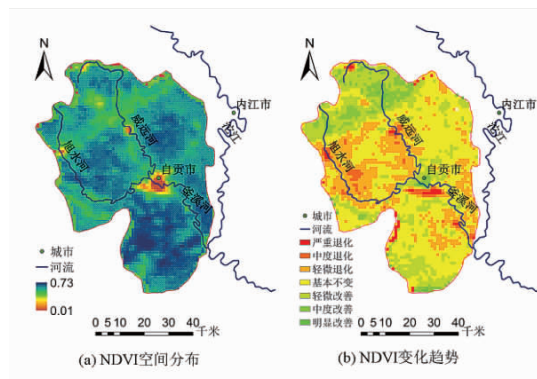 N
内江市
沱江
威远河
旭水河
自贡市
釜溪河
城市
河流
0.73
0.01
0 5 10 20 30 40
千米
(a) NDVI空间分布
N
内江市
沱江
威远河
旭水河
自贡市
釜溪河
城市
河流
严重退化
中度退化
轻微退化
基本不变
轻微改善
中度改善
明显改善
0 5 10 20 30 40
千米
(b) NDVI变化趋势